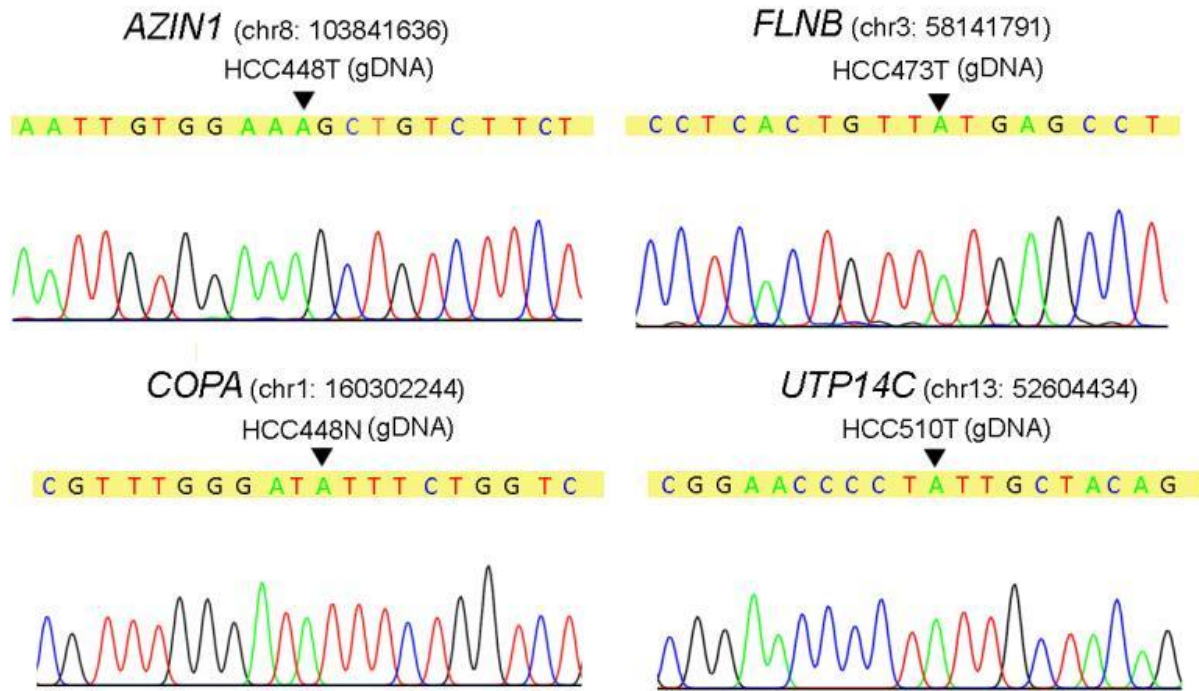 AZIN1 (chr8: 103841636)
HCC448T (gDNA)
A A T T G T G G A A A G C T G T C T T C T
FLNB (chr3: 58141791)
HCC473T (gDNA)
C C T C A C T G T T A T G A G C C T
COPA (chr1: 160302244)
HCC448N (gDNA)
C G T T T G G G A T A T T T C T G G T C
UTP14C (chr13: 52604434)
HCC510T (gDNA)
C G G A A C C C C T A T T G C T A C A G